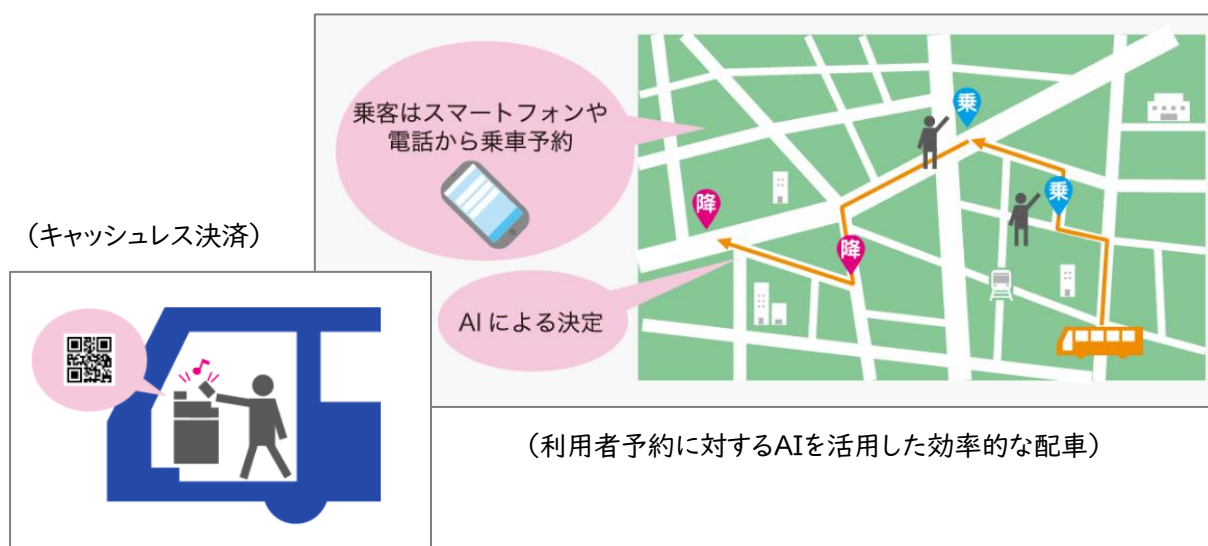 乗客はスマートフォンや
電話から乗車予約
乗
乗
降
降
AIによる決定
(キャッシュレス決済)
(利用者予約に対するAIを活用した効率的な配車)